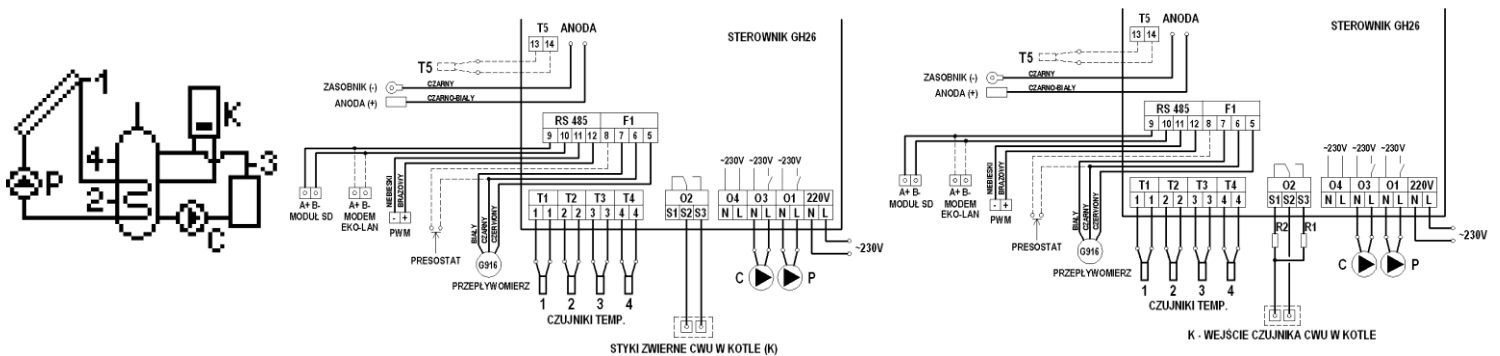 1
K
4
3
2
P
C
T5 ANODA
13 14
STEROWNIK GH26
T5
ZASOBNIK (-) CZARNY
ANODA (+) CZARNO-BIAŁY
RS 485 F1
9 10 11 12 8 7 6 5
~230V ~230V ~230V
NIEBIESKI
BRĄZOWY
T1 T2 T3 T4
O2
O4 O3 O1 220V
1 1 2 2 3 3 4 4
S1 S2 S3
N L N L N L N L
A+ B-
MODUŁ SD
A+ B-
MODEM
EKO-LAN
- +
PWM
BIAŁY
CZARNY
CZERWONY
PRESOSTAT
G916
PRZEPŁYWOMIERZ
~230V
C P
1 2 3 4
CZUJNIKI TEMP.
STYKI ZWIERNE CWU W KOTLE (K)
T5 ANODA
13 14
STEROWNIK GH26
T5
ZASOBNIK (-) CZARNY
ANODA (+) CZARNO-BIAŁY
RS 485 F1
9 10 11 12 8 7 6 5
~230V ~230V ~230V
NIEBIESKI
BRĄZOWY
T1 T2 T3 T4
O2
O4 O3 O1 220V
1 1 2 2 3 3 4 4
S1 S2 S3
N L N L N L N L
A+ B-
MODUŁ SD
A+ B-
MODEM
EKO-LAN
- +
PWM
BIAŁY
CZARNY
CZERWONY
R2 R1
PRESOSTAT
G916
PRZEPŁYWOMIERZ
~230V
C P
1 2 3 4
CZUJNIKI TEMP.
K - WEJŚCIE CZUJNIKA CWU W KOTLE